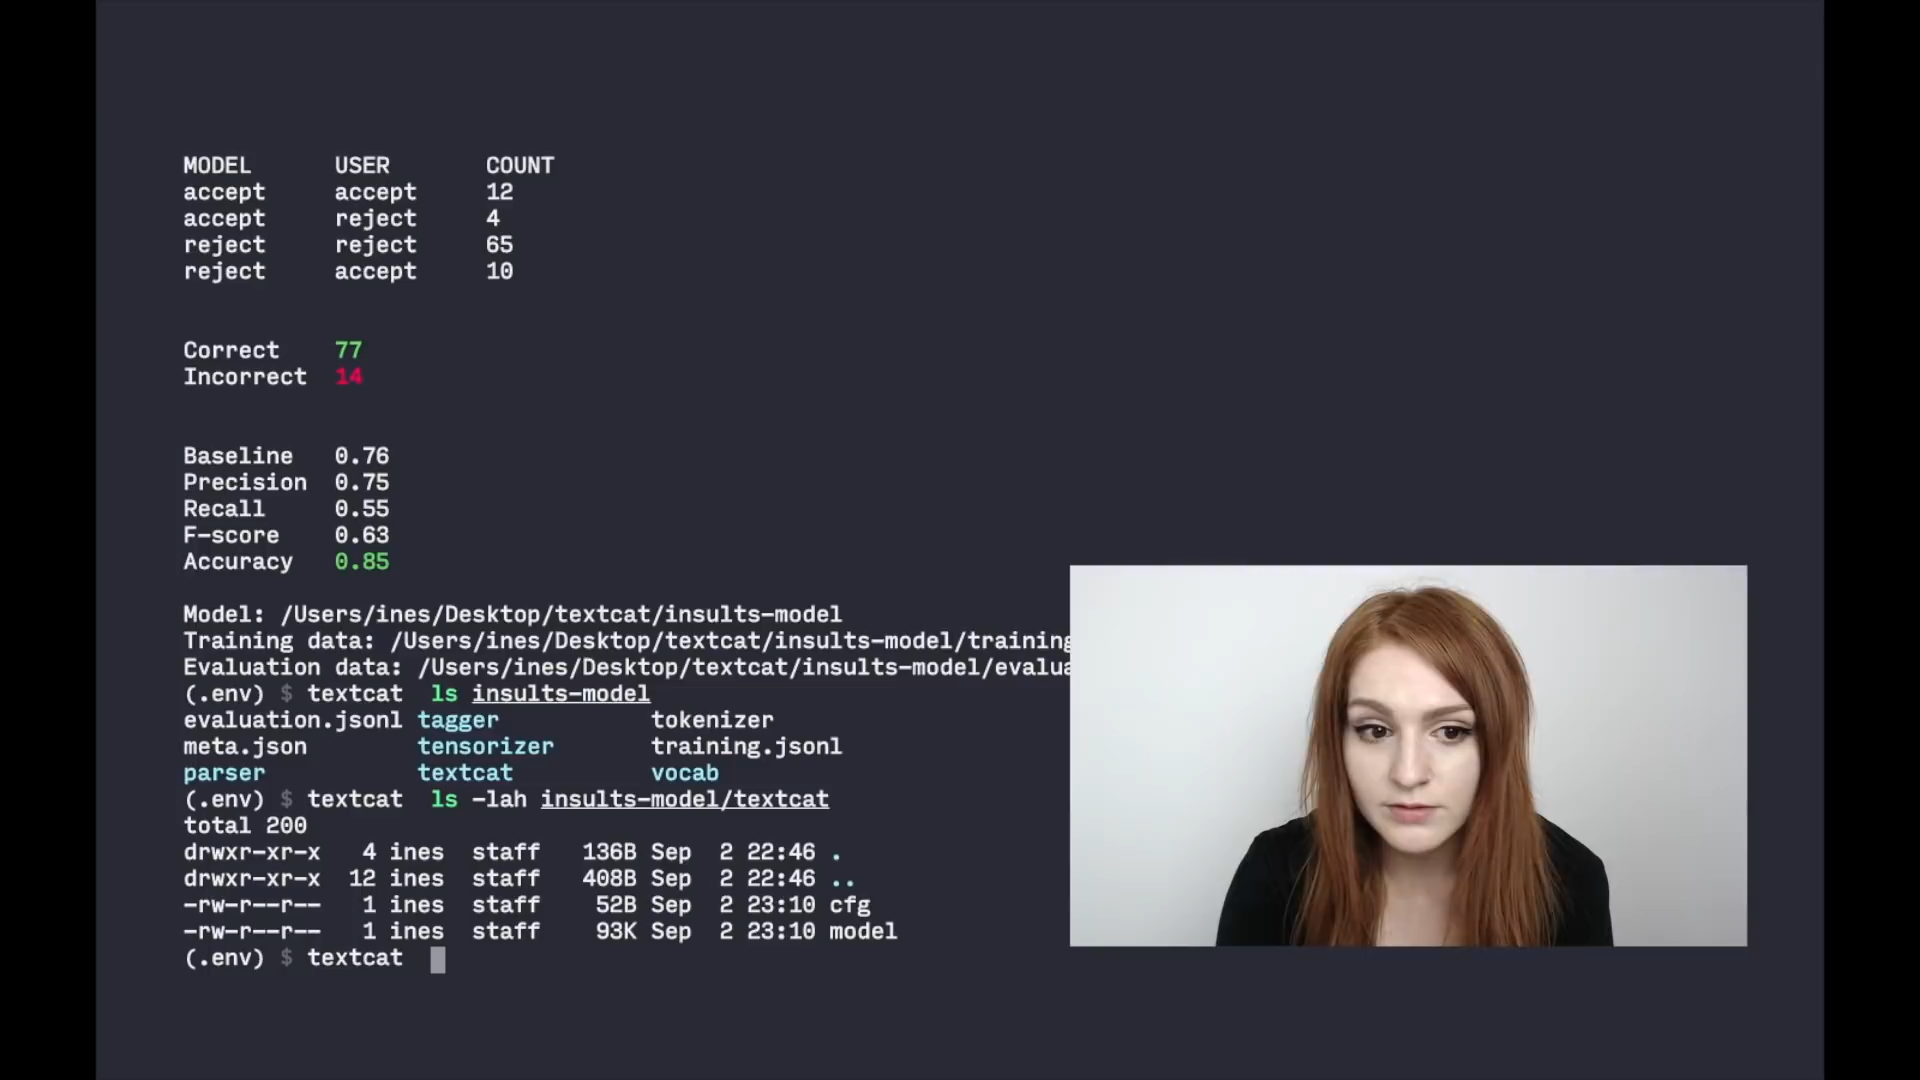 MODEL USER COUNT
accept accept 12
accept reject 4
reject reject 65
reject accept 10
Correct 77
Incorrect 14
Baseline 0.76
Precision 0.75
Recall 0.55
F-score 0.63
Accuracy 0.85
Model: /Users/ines/Desktop/textcat/insults-model
Training data: /Users/ines/Desktop/textcat/insults-model/training
Evaluation data: /Users/ines/Desktop/textcat/insults-model/evalua
(.env) $ textcat ls insults-model
evaluation.jsonl tagger tokenizer
meta.json tensorizer training.jsonl
parser textcat vocab
(.env) $ textcat ls -lah insults-model/textcat
total 200
drwxr-xr-x 4 ines staff 136B Sep 2 22:46 .
drwxr-xr-x 12 ines staff 408B Sep 2 22:46 ..
-rw-r--r-- 1 ines staff 52B Sep 2 23:10 cfg
-rw-r--r-- 1 ines staff 93K Sep 2 23:10 model
(.env) $ textcat